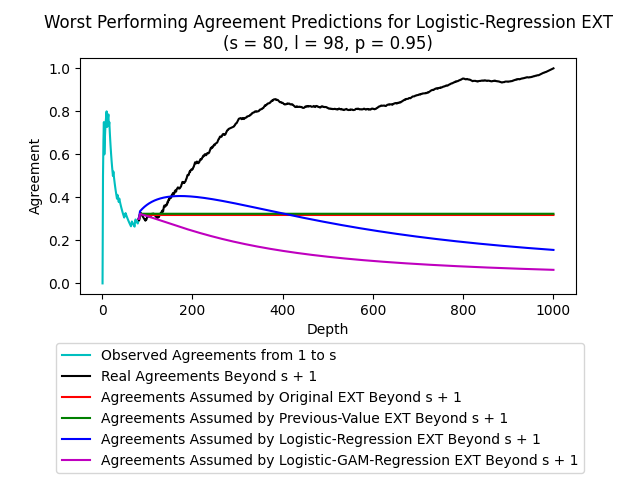 Worst Performing Agreement Predictions for Logistic-Regression EXT
(s = 80, l = 98, p = 0.95)
1.0
0.8
0.6
0.4
0.2
0.0
Agreement
0 200 400 600 800 1000
Depth
Observed Agreements from 1 to s
Real Agreements Beyond s + 1
Agreements Assumed by Original EXT Beyond s + 1
Agreements Assumed by Previous-Value EXT Beyond s + 1
Agreements Assumed by Logistic-Regression EXT Beyond s + 1
Agreements Assumed by Logistic-GAM-Regression EXT Beyond s + 1